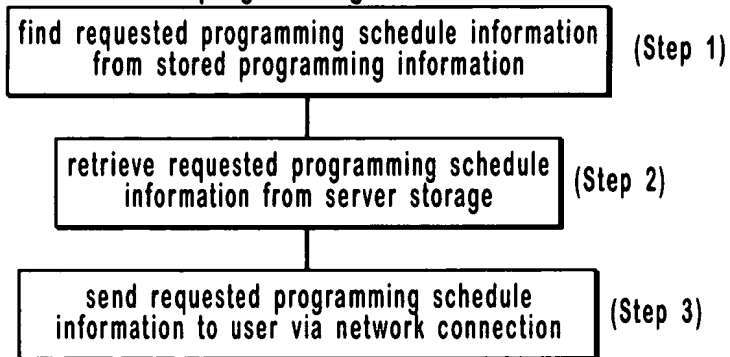 find requested programming schedule information
from stored programming information
(Step 1)
retrieve requested programming schedule
information from server storage
(Step 2)
send requested programming schedule
information to user via network connection
(Step 3)